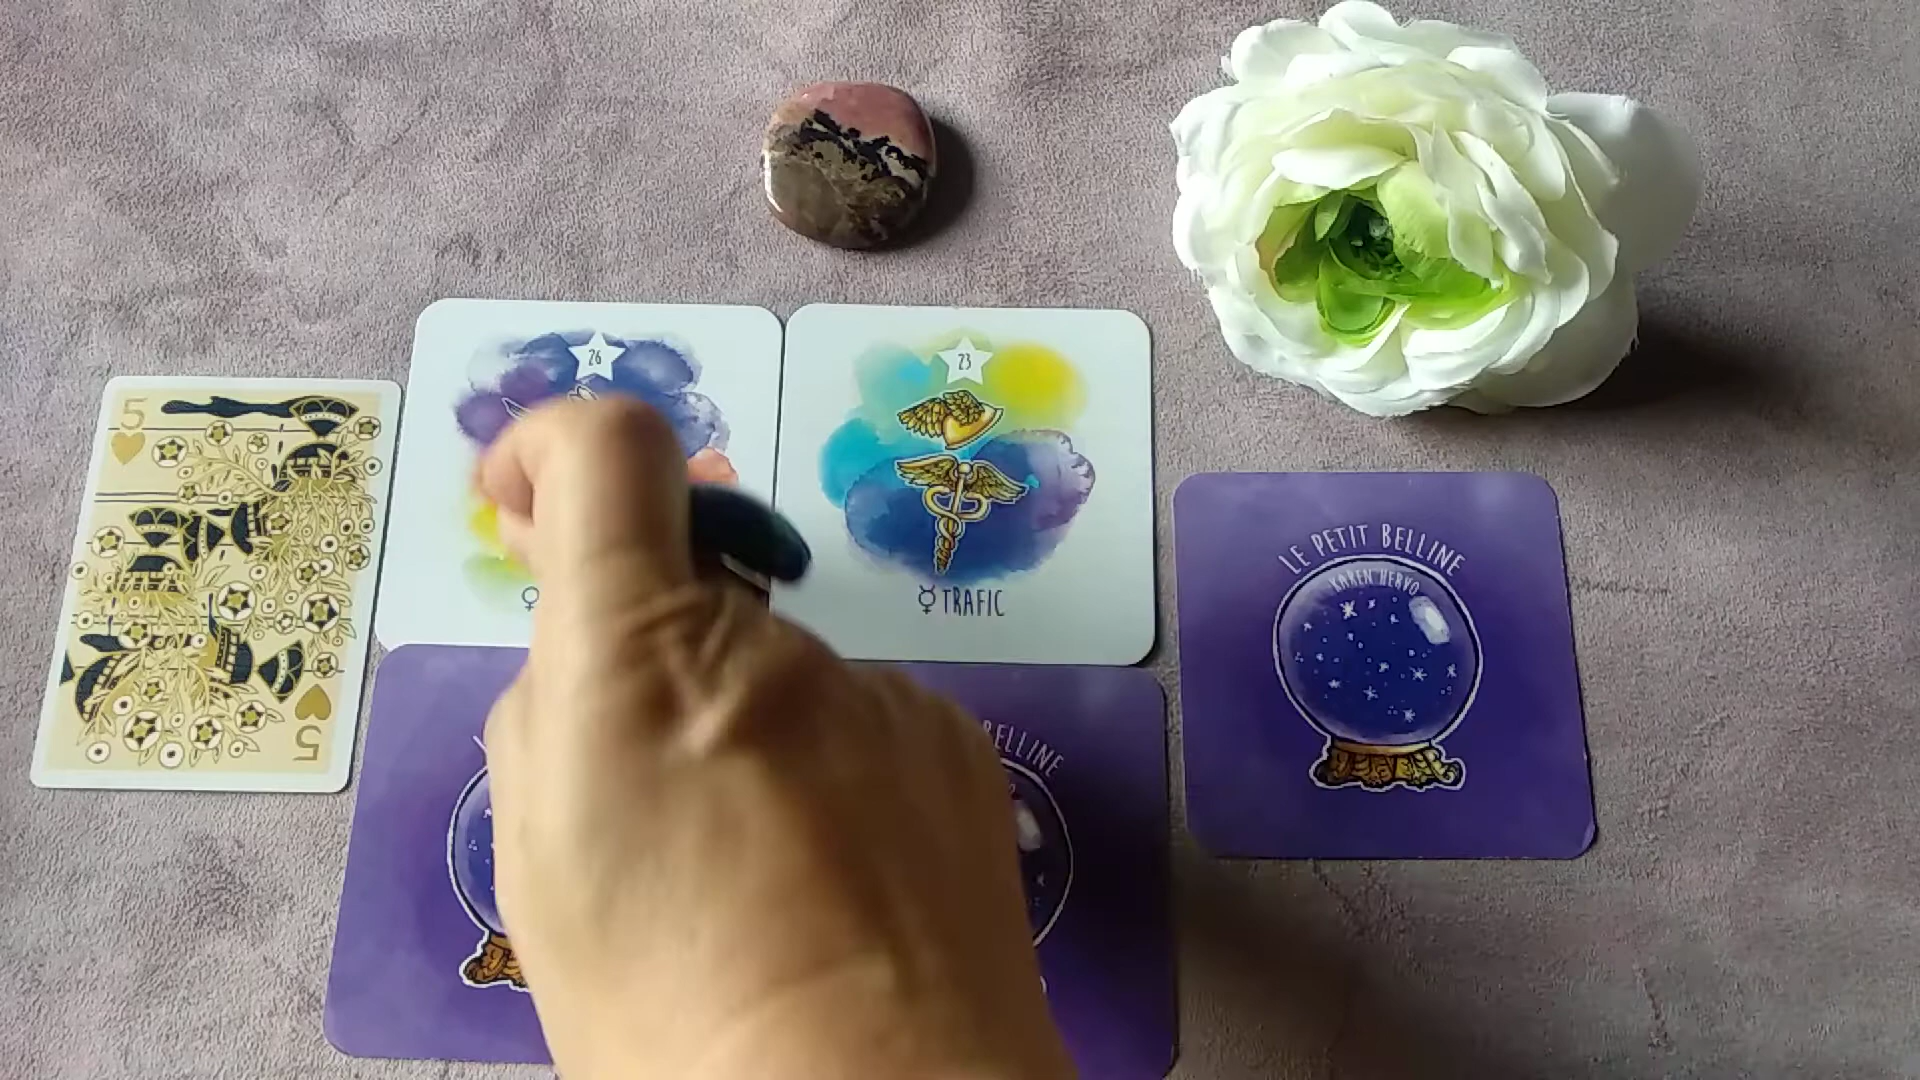 26
23
5
♀
☿ TRAFIC
5
LE PETIT BELLINE
KAREN HERVO
BELLINE